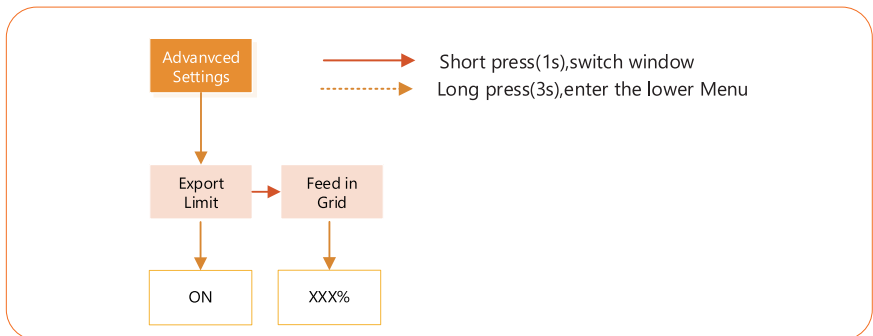 Advanvced
Settings
Short press(1s),switch window
Long press(3s),enter the lower Menu
Export
Limit
Feed in
Grid
ON
XXX%